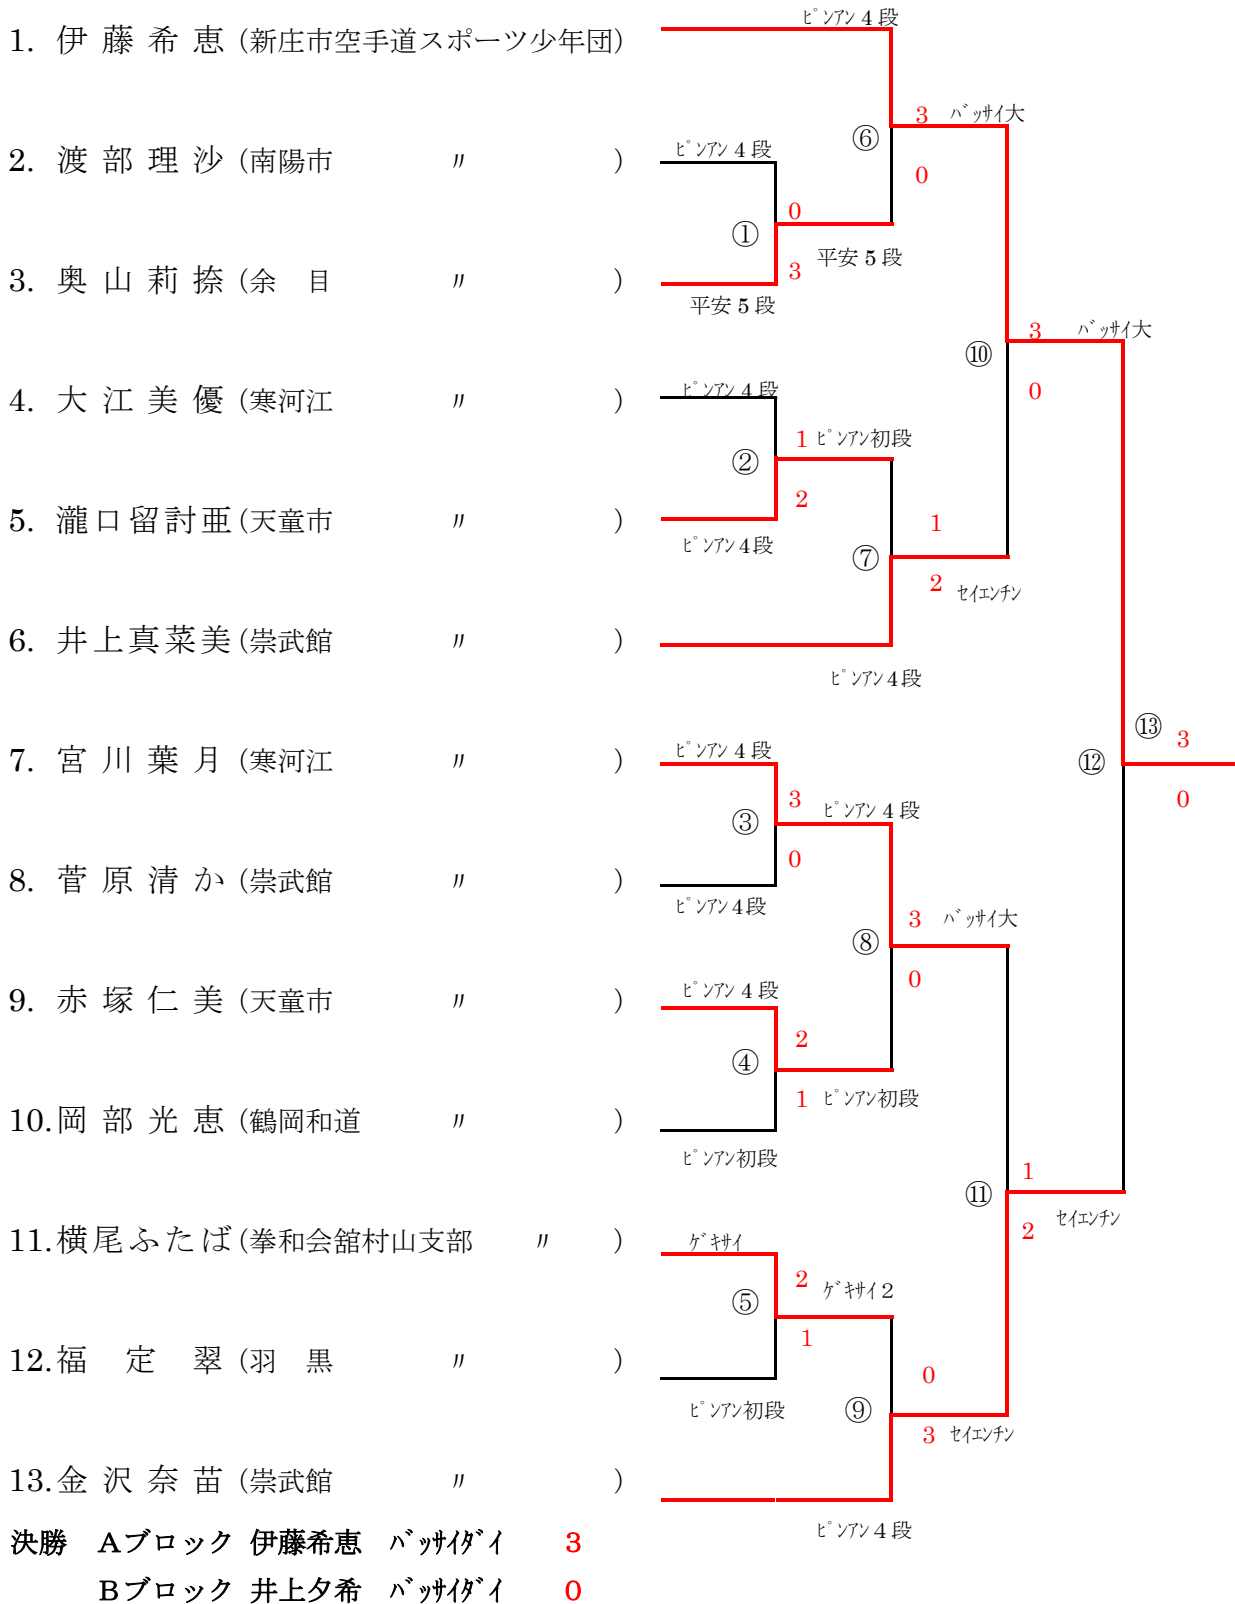 ﾋﾟﾝｱﾝ 4 段
1. 伊 藤 希 恵 (新庄市空手道スポーツ少年団)
3 ﾊﾞｯｻｲ大
⑥
2. 渡 部 理 沙 (南陽市 〃 )
ﾋﾟﾝｱﾝ 4 段
0
0
①
平安 5 段
3. 奥 山 莉 捺 (余 目 〃 )
3
平安 5 段
3 ﾊﾞｯｻｲ大
⑩
0
4. 大 江 美 優 (寒河江 〃 )
ﾋﾟﾝｱﾝ 4 段
1 ﾋﾟﾝｱﾝ初段
②
2
5. 瀧口留討亜 (天童市 〃 )
1
ﾋﾟﾝｱﾝ 4段
⑦
2 ｾｲｴﾝﾁﾝ
6. 井上真菜美 (崇武館 〃 )
ﾋﾟﾝｱﾝ 4段
⑬ 3
7. 宮 川 葉 月 (寒河江 〃 )
ﾋﾟﾝｱﾝ 4 段
⑫
3 ﾋﾟﾝｱﾝ 4 段
0
③
0
8. 菅 原 清 か (崇武館 〃 )
ﾋﾟﾝｱﾝ 4段
3 ﾊﾞｯｻｲ大
⑧
0
9. 赤 塚 仁 美 (天童市 〃 )
ﾋﾟﾝｱﾝ 4 段
2
④
1 ﾋﾟﾝｱﾝ初段
10.岡 部 光 恵 (鶴岡和道 〃 )
ﾋﾟﾝｱﾝ初段
1
⑪
ｾｲｴﾝﾁﾝ
2
11.横尾ふたば (拳和会舘村山支部 〃 )
ｹﾞｷｻｲ
2 ｹﾞｷｻｲ２
⑤
1
12.福 定 翠 (羽 黒 〃 )
0
ﾋﾟﾝｱﾝ初段
⑨
3 ｾｲｴﾝﾁﾝ
13.金 沢 奈 苗 (崇武館 〃 )
ﾋﾟﾝｱﾝ 4 段
決勝 Aブロック 伊藤希恵 ﾊﾞｯｻｲﾀﾞｲ 3
Bブロック 井上夕希 ﾊﾞｯｻｲﾀﾞｲ 0